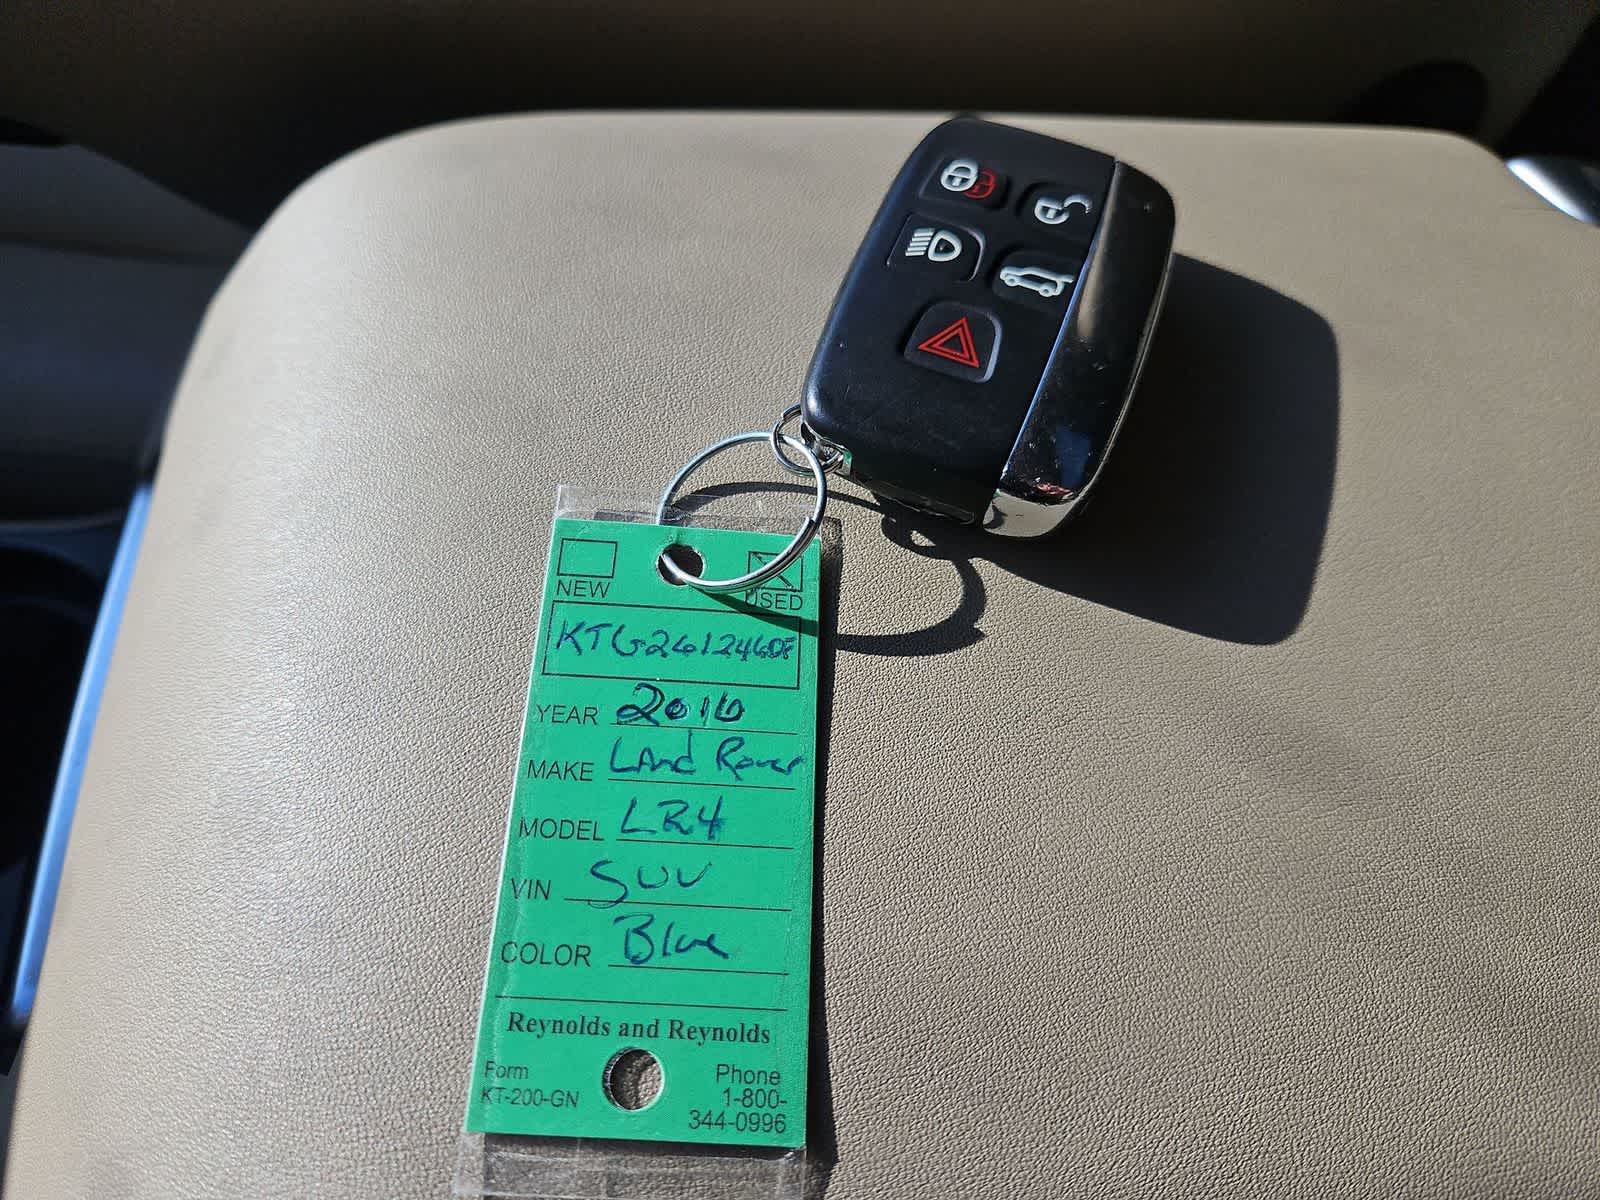 NEW USED
YEAR 2016
MAKE LAnd Rover
MODEL LR4
VIN SUV
COLOR Blue
Reynolds and Reynolds
Form
KT-200-GN
Phone
1-800-
344-0996